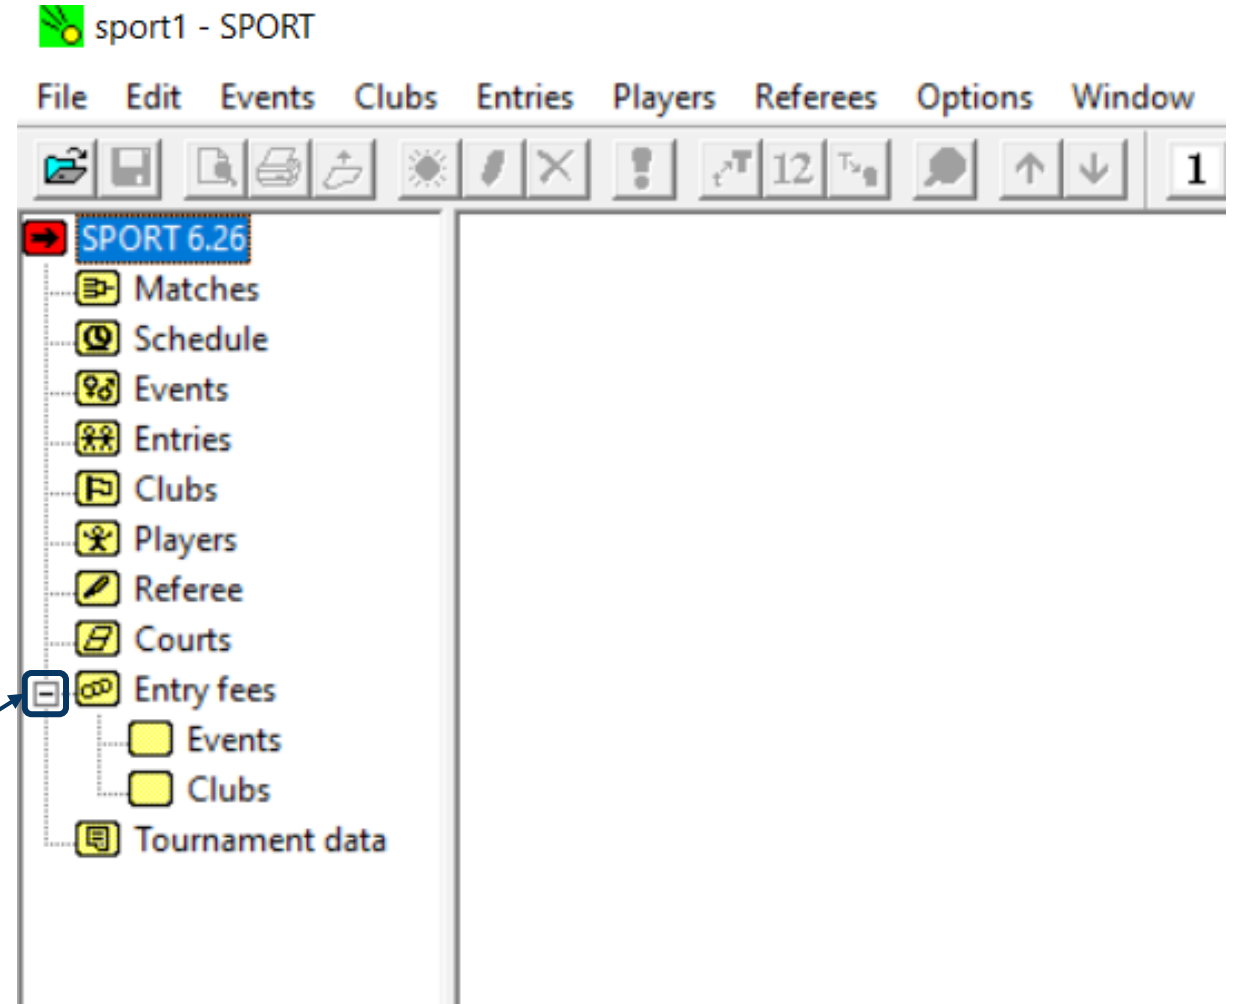 sport1 - SPORT
File Edit Events Clubs Entries Players Referees Options Window
t T 12 T 1
SPORT 6.26
Matches
Schedule
Events
Entries
Clubs
Players
Referee
Courts
Entry fees
Events
Clubs
Tournament data